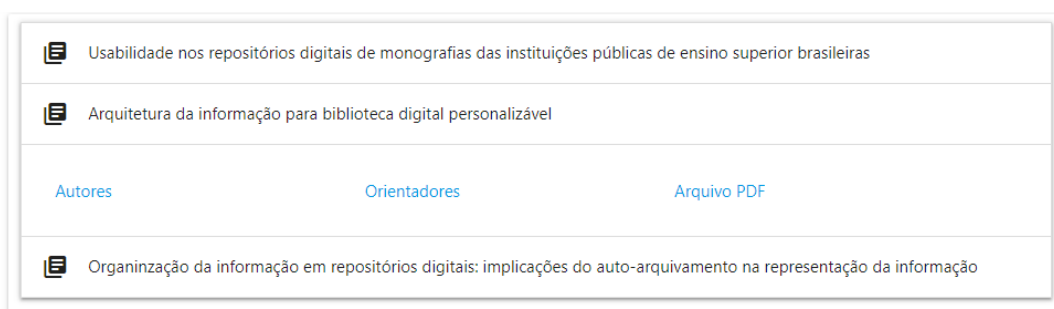 Usabilidade nos repositórios digitais de monografias das instituições públicas de ensino superior brasileiras
Arquitetura da informação para biblioteca digital personalizável
Autores Orientadores Arquivo PDF
Organinzação da informação em repositórios digitais: implicações do auto-arquivamento na representação da informação